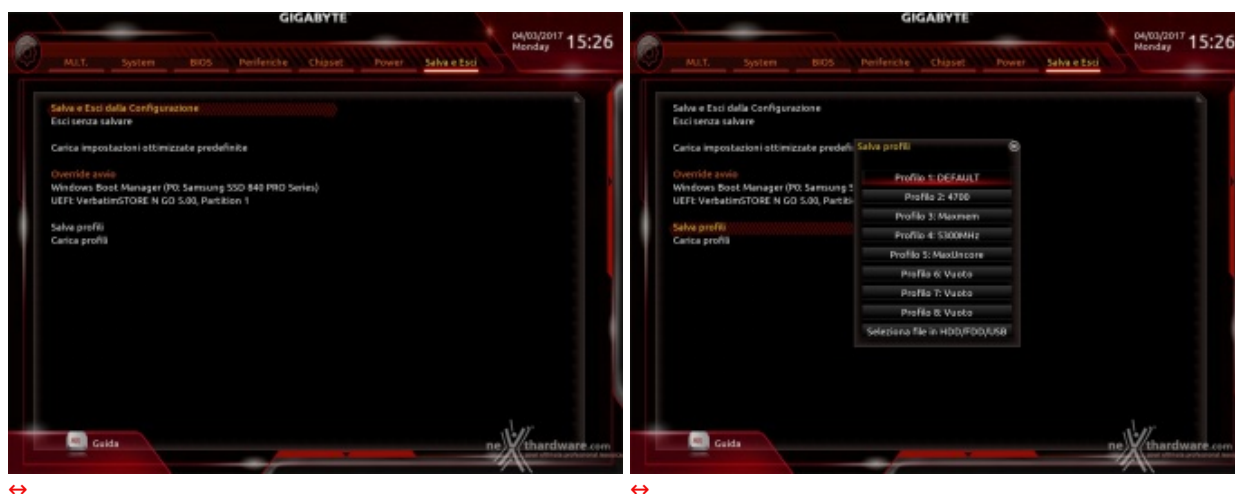 GIGABYTE
04/03/2017
Monday 15:26
M.I.T. System BIOS Periferiche Chipset Power Salva e Esci
Salva e Esci dalla Configurazione
Esci senza salvare
Carica impostazioni ottimizzate predefinite
Override avvio
Windows Boot Manager (P0: Samsung SSD 840 PRO Series)
UEFI: VerbatimSTORE N GO 5.00, Partition 1
Salva profili
Carica profili
Guida
nexthardware.com
GIGABYTE
04/03/2017
Monday 15:26
M.I.T. System BIOS Periferiche Chipset Power Salva e Esci
Salva e Esci dalla Configurazione
Esci senza salvare
Carica impostazioni ottimizzate predefi
Override avvio
Windows Boot Manager (P0: Samsung S
UEFI: VerbatimSTORE N GO 5.00, Partiti
Salva profili
Carica profili
Salva profili
Profilo 1: DEFAULT
Profilo 2: 4700
Profilo 3: Maxmem
Profilo 4: 5300MHz
Profilo 5: MaxUncore
Profilo 6: Vuoto
Profilo 7: Vuoto
Profilo 8: Vuoto
Seleziona file in HDD/FDD/USB
Guida
nexthardware.com